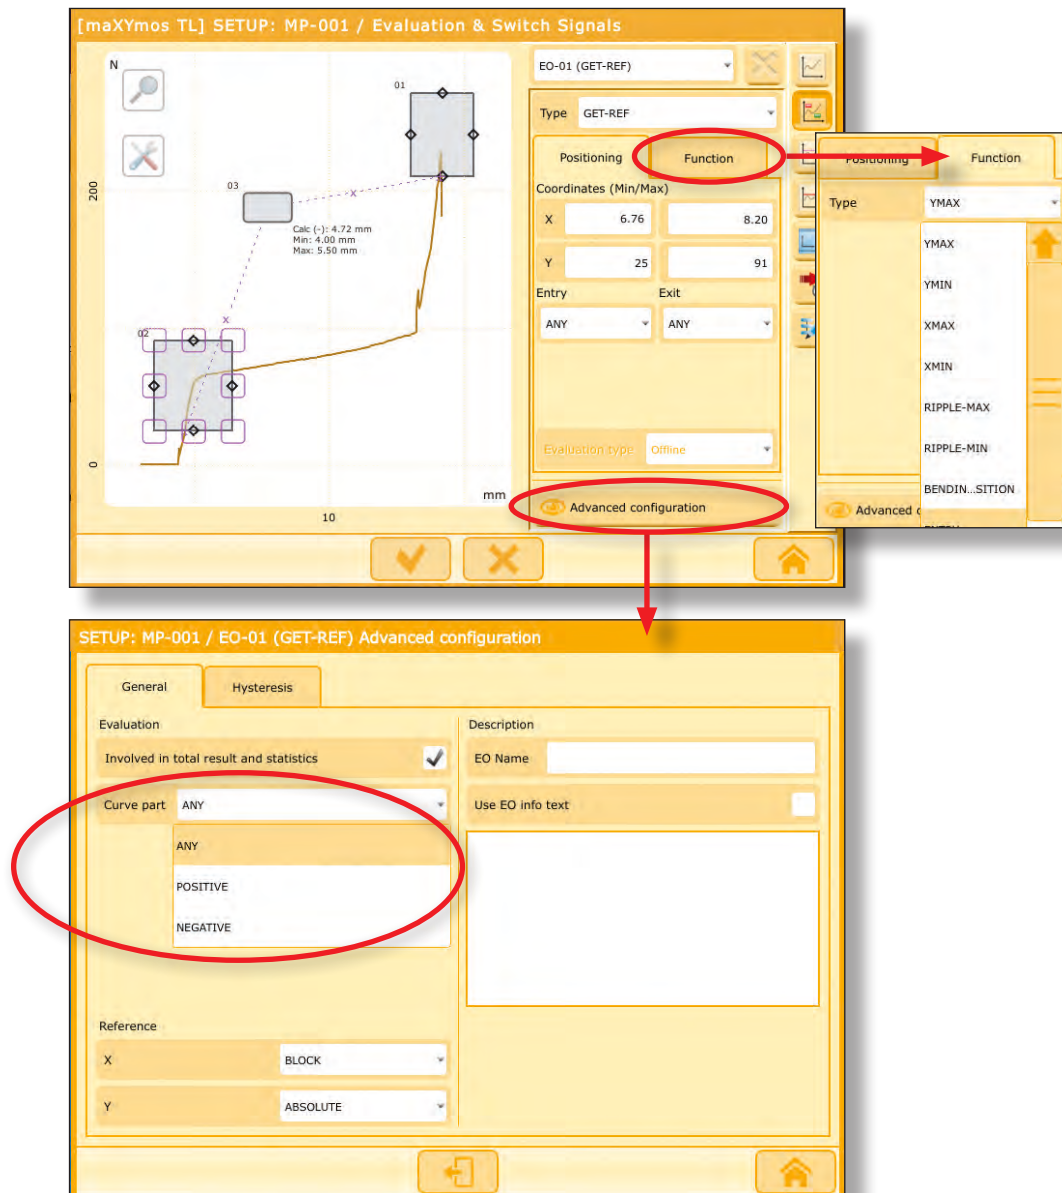 [maXYmos TL] SETUP: MP-001 / Evaluation & Switch Signals
N
01
200
03
Calc (-): 4.72 mm
Min: 4.00 mm
Max: 5.50 mm
x
x
02
0
10
mm
EO-01 (GET-REF)
Type GET-REF
Positioning Function
Coordinates (Min/Max)
X 6.76 8.20
Y 25 91
Entry Exit
ANY ANY
Evaluation type Offline
Advanced configuration
Positioning Function
Type YMAX
YMAX
YMIN
XMAX
XMIN
RIPPLE-MAX
RIPPLE-MIN
BENDIN...SITION
Advanced
SETUP: MP-001 / EO-01 (GET-REF) Advanced configuration
General Hysteresis
Evaluation
Involved in total result and statistics
Curve part ANY
ANY
POSITIVE
NEGATIVE
Reference
X BLOCK
Y ABSOLUTE
Description
EO Name
Use EO info text